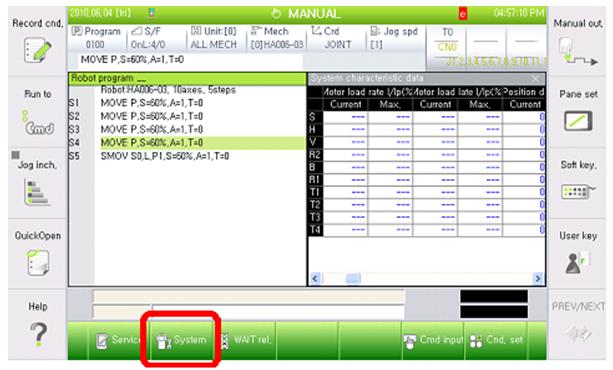 Record cnd.
2010.06.04 [fri]
MANUAL
04:57:18 PM
Manual out.
Program
S/F
Unit:[0]
Mech
Crd
Jog spd
T0
0100
OnL:4/0
ALL MECH
[0]HA006-03
JOINT
[1]
CN0
MOVE P,S=60%,A=1,T=0
Robot program __
System characteristic data
Robot:HA006-03, 10axes, 5steps
S1 MOVE P,S=60%,A=1,T=0
S2 MOVE P,S=60%,A=1,T=0
S3 MOVE P,S=60%,A=1,T=0
S4 MOVE P,S=60%,A=1,T=0
S5 SMOV S0,L,P1,S=60%,A=1,T=0
Motor load rate I/Ip(% Motor load rate I/Ip(% Position d
Current Max. Current Max. Current
S --- --- --- --- 0
H --- --- --- --- 0
V --- --- --- --- 0
R2 --- --- --- --- 0
B --- --- --- --- 0
R1 --- --- --- --- 0
T1 --- --- --- --- 0
T2 --- --- --- --- 0
T3 --- --- --- --- 0
T4 --- --- --- --- 0
Run to
Cmd
Jog inch.
QuickOpen
Help
Pane set
Soft key.
User key
PREV/NEXT
Service
System
WAIT rel.
Cmd input
Cnd. set